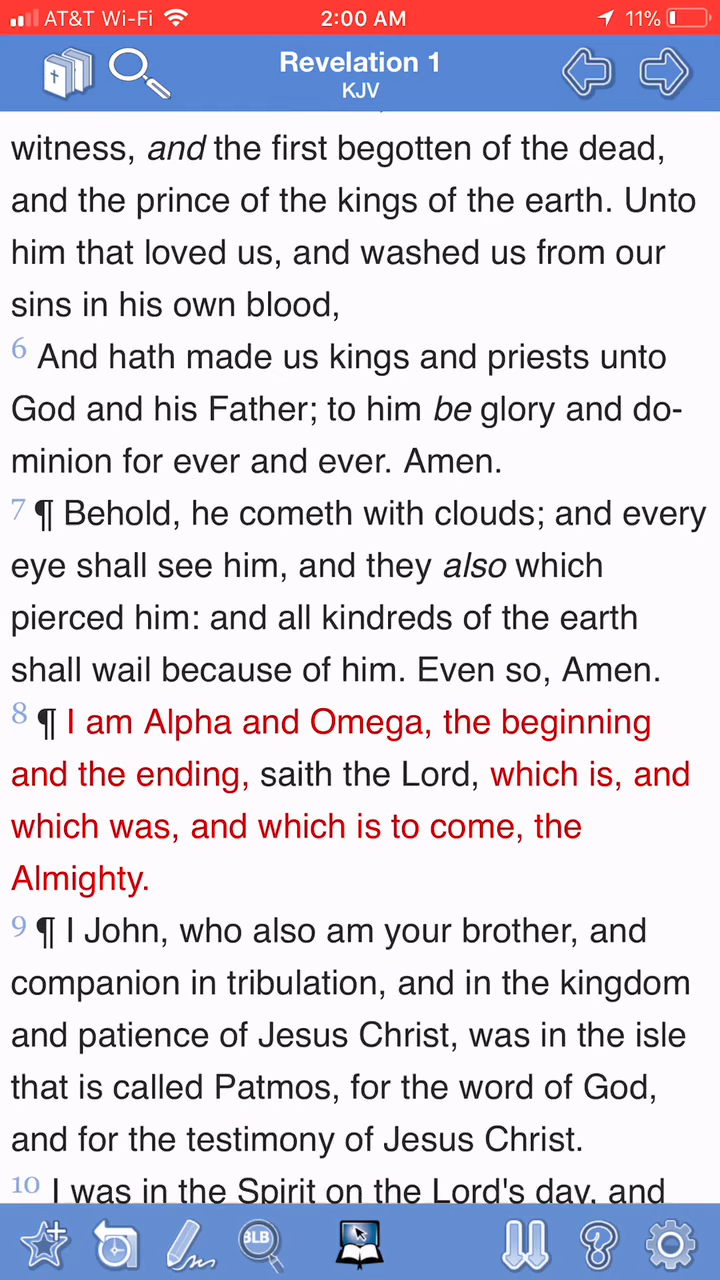 AT&T Wi-Fi 2:00 AM 11%
Revelation 1
KJV
witness, and the first begotten of the dead,
and the prince of the kings of the earth. Unto
him that loved us, and washed us from our
sins in his own blood,
6 And hath made us kings and priests unto
God and his Father; to him be glory and do-
minion for ever and ever. Amen.
7 ¶ Behold, he cometh with clouds; and every
eye shall see him, and they also which
pierced him: and all kindreds of the earth
shall wail because of him. Even so, Amen.
8 ¶ I am Alpha and Omega, the beginning
and the ending, saith the Lord, which is, and
which was, and which is to come, the
Almighty.
9 ¶ I John, who also am your brother, and
companion in tribulation, and in the kingdom
and patience of Jesus Christ, was in the isle
that is called Patmos, for the word of God,
and for the testimony of Jesus Christ.
10 I was in the Spirit on the Lord's day, and
BLB